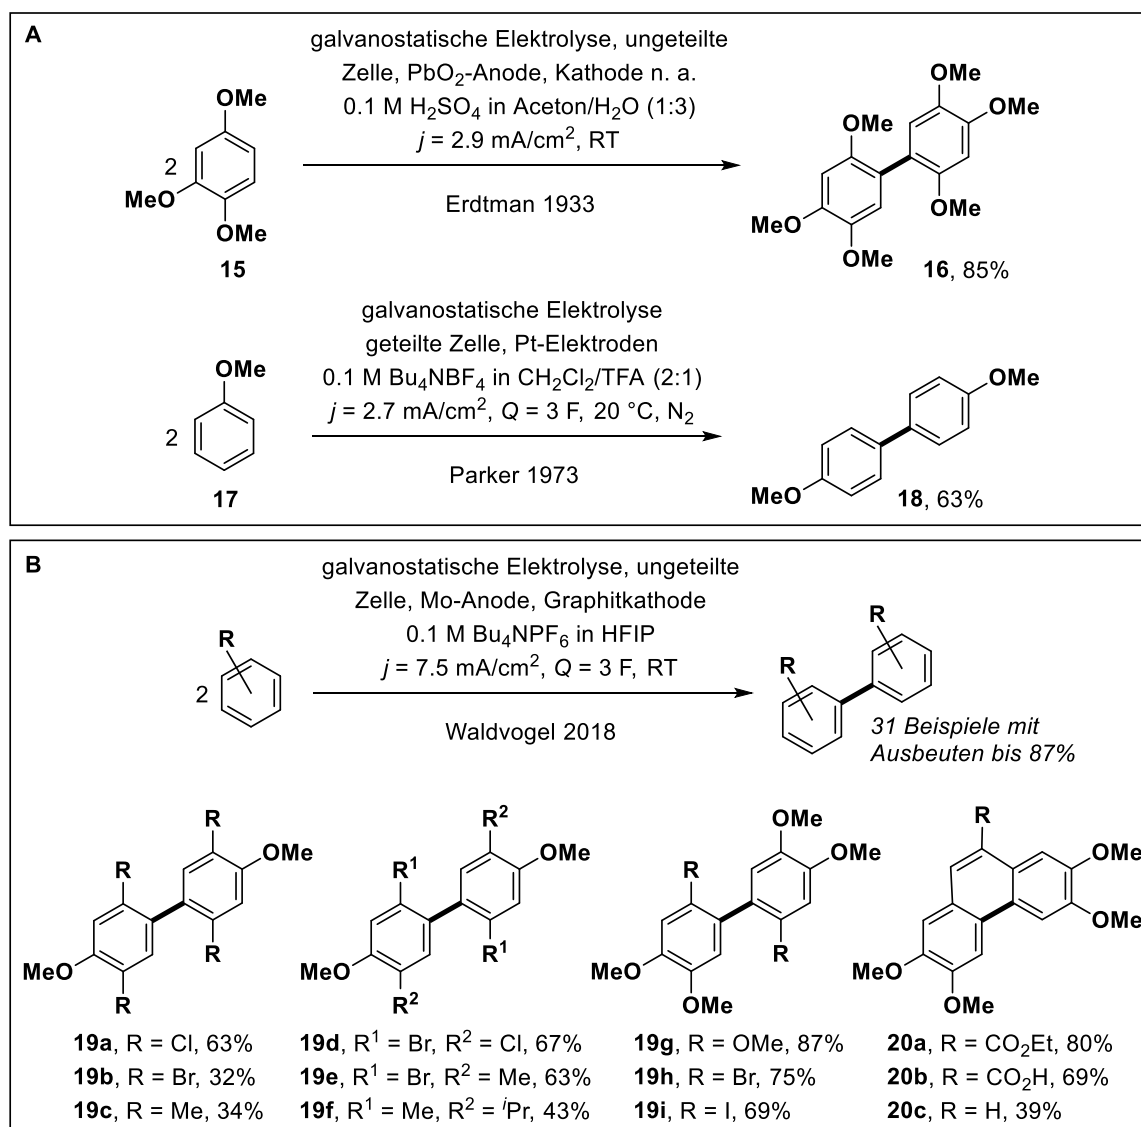 A
galvanostatische Elektrolyse, ungeteilte
Zelle, PbO₂-Anode, Kathode n. a.
0.1 M H₂SO₄ in Aceton/H₂O (1:3)
j = 2.9 mA/cm², RT
Erdtman 1933
2
OMe
MeO
OMe
15
OMe
OMe
OMe
MeO
OMe
OMe
16, 85%
galvanostatische Elektrolyse
geteilte Zelle, Pt-Elektroden
0.1 M Bu₄NBF₄ in CH₂Cl₂/TFA (2:1)
j = 2.7 mA/cm², Q = 3 F, 20 °C, N₂
Parker 1973
2
OMe
17
OMe
MeO
18, 63%
B
galvanostatische Elektrolyse, ungeteilte
Zelle, Mo-Anode, Graphitkathode
0.1 M Bu₄NPF₆ in HFIP
j = 7.5 mA/cm², Q = 3 F, RT
Waldvogel 2018
2
R
R
R
31 Beispiele mit
Ausbeuten bis 87%
R
OMe
R
R
MeO
R
19a, R = Cl, 63%
19b, R = Br, 32%
19c, R = Me, 34%
R²
OMe
R¹
R¹
MeO
R²
19d, R¹ = Br, R² = Cl, 67%
19e, R¹ = Br, R² = Me, 63%
19f, R¹ = Me, R² = ⁱPr, 43%
OMe
OMe
R
R
MeO
OMe
19g, R = OMe, 87%
19h, R = Br, 75%
19i, R = I, 69%
R
OMe
OMe
MeO
OMe
20a, R = CO₂Et, 80%
20b, R = CO₂H, 69%
20c, R = H, 39%